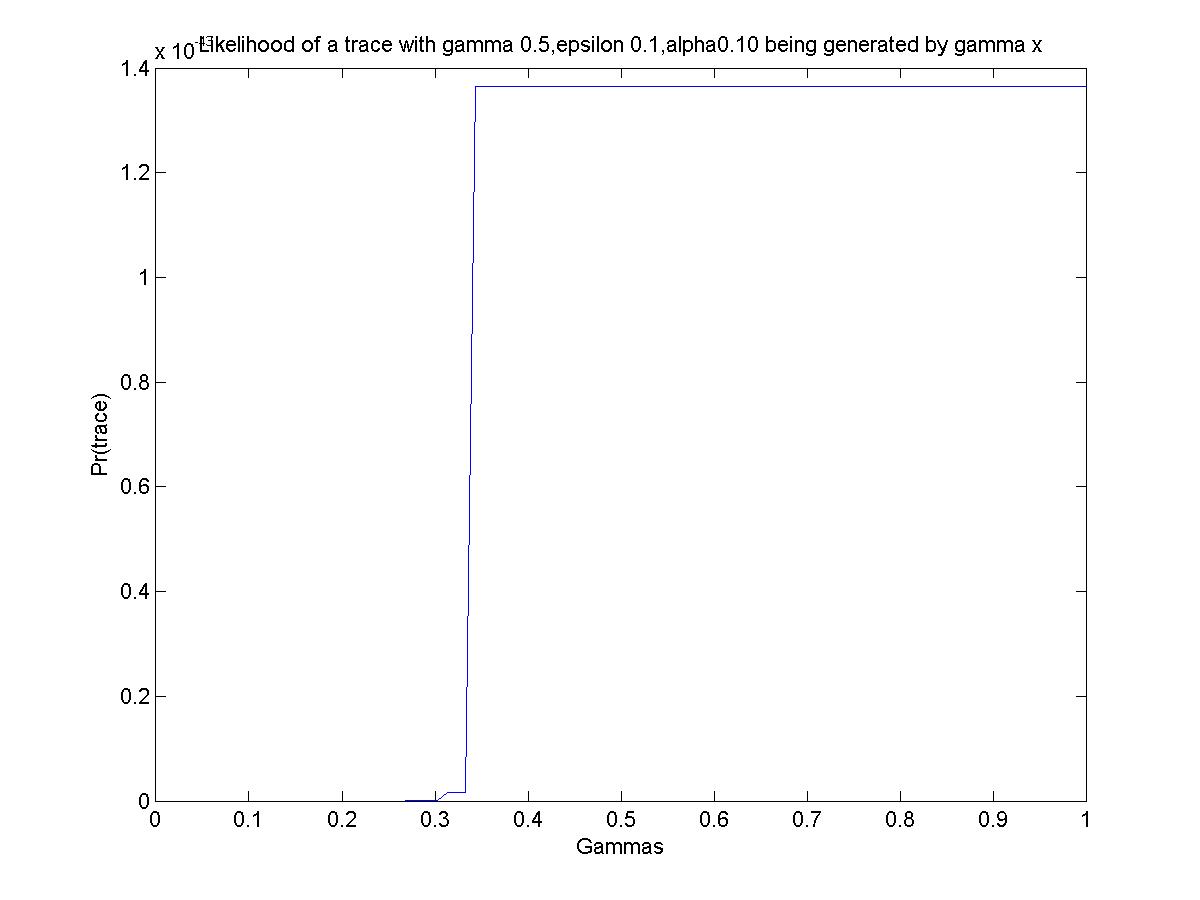 x 10
Likelihood of a trace with gamma 0.5,epsilon 0.1,alpha0.10 being generated by gamma x
1.4
1.2
1
0.8
0.6
0.4
0.2
0
Pr(trace)
0 0.1 0.2 0.3 0.4 0.5 0.6 0.7 0.8 0.9 1
Gammas